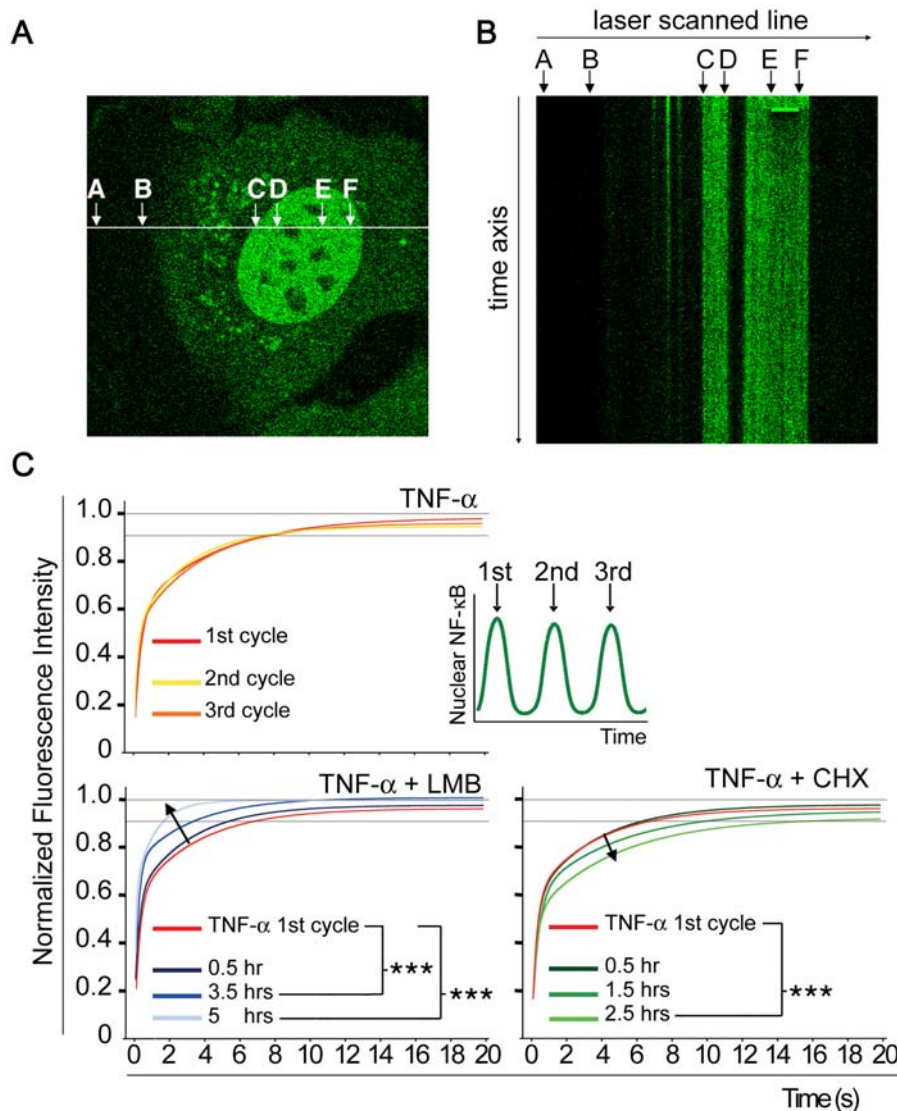 A
A B C D E F
B
laser scanned line
A B C D E F
time axis
C
Normalized Fluorescence Intensity
TNF-α
1.0
0.8
0.6
0.4
0.2
0
1st cycle
2nd cycle
3rd cycle
1st 2nd 3rd
Nuclear NF-κB
Time
TNF-α + LMB
1.0
0.8
0.6
0.4
0.2
0
TNF-α 1st cycle
0.5 hr
3.5 hrs
5 hrs
***
***
0 2 4 6 8 10 12 14 16 18 20
TNF-α + CHX
TNF-α 1st cycle
0.5 hr
1.5 hrs
2.5 hrs
***
0 2 4 6 8 10 12 14 16 18 20
Time (s)